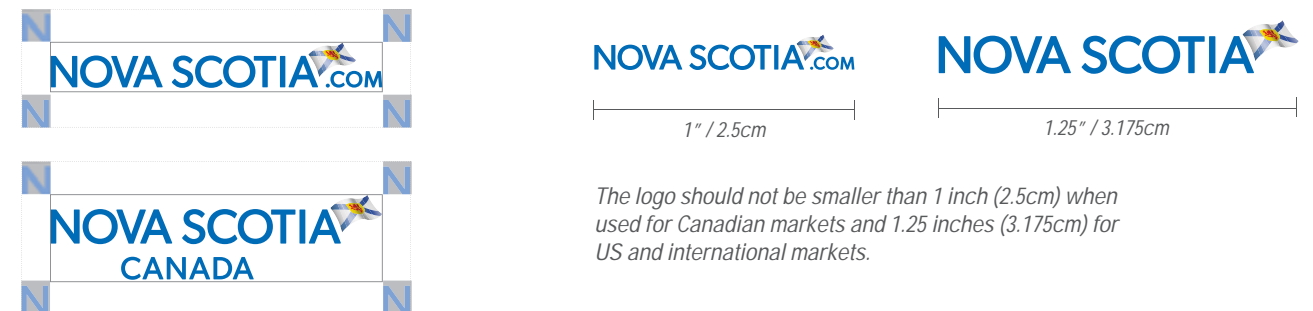 N N
NOVA SCOTIA.COM
N N
N N
NOVA SCOTIA
CANADA
N N
NOVA SCOTIA.COM
1" / 2.5cm
NOVA SCOTIA
1.25" / 3.175cm
The logo should not be smaller than 1 inch (2.5cm) when
used for Canadian markets and 1.25 inches (3.175cm) for
US and international markets.